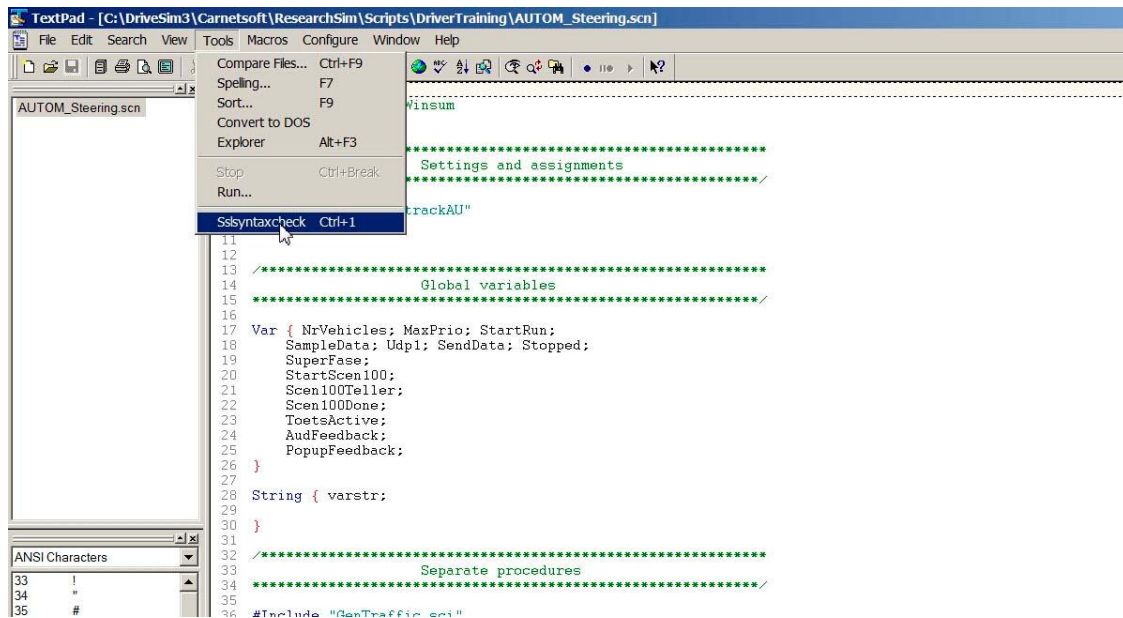 TextPad - [C:\DriveSim3\Carnetsoft\ResearchSim\Scripts\DriverTraining\AUTOM_Steering.scn]
File Edit Search View Tools Macros Configure Window Help
AUTOM_Steering.scn
Compare Files... Ctrl+F9
Spelling... F7
Sort... F9
Convert to DOS
Explorer Alt+F3
Stop Ctrl+Break
Run...
Sslsyntaxcheck Ctrl+1
Winsum
*******************************************
Settings and assignments
******************************************/
trackAU"
11
12
13 /************************************************************
14 Global variables
15 ************************************************************/
16
17 Var { NrVehicles; MaxPrio; StartRun;
18 SampleData; Udp1; SendData; Stopped;
19 SuperFase;
20 StartScen100;
21 Scen100Teller;
22 Scen100Done;
23 ToetsActive;
24 AudFeedback;
25 PopupFeedback;
26 }
27
28 String { varstr;
29
30 }
31
32 /************************************************************
33 Separate procedures
34 ************************************************************/
35
36 #Include "GenTraffic.sci"
ANSI Characters
33 !
34 "
35 #